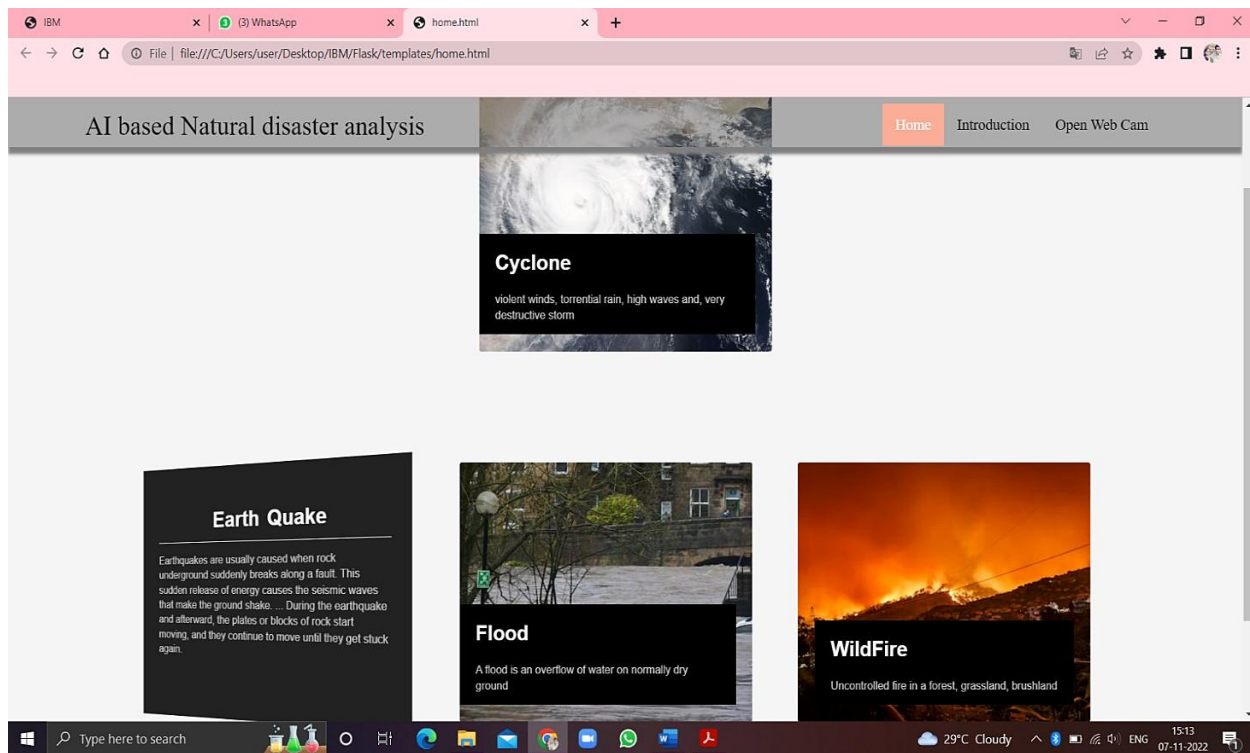 IBM
(3) WhatsApp
home.html
File | file:///C:/Users/user/Desktop/IBM/Flask/templates/home.html
AI based Natural disaster analysis
Home
Introduction
Open Web Cam
Cyclone
violent winds, torrential rain, high waves and, very
destructive storm
Earth Quake
Earthquakes are usually caused when rock
underground suddenly breaks along a fault. This
sudden release of energy causes the seismic waves
that make the ground shake. ... During the earthquake
and afterward, the plates or blocks of rock start
moving, and they continue to move until they get stuck
again.
Flood
A flood is an overflow of water on normally dry
ground
WildFire
Uncontrolled fire in a forest, grassland, brushland
Type here to search
29°C Cloudy
ENG
15:13
07-11-2022